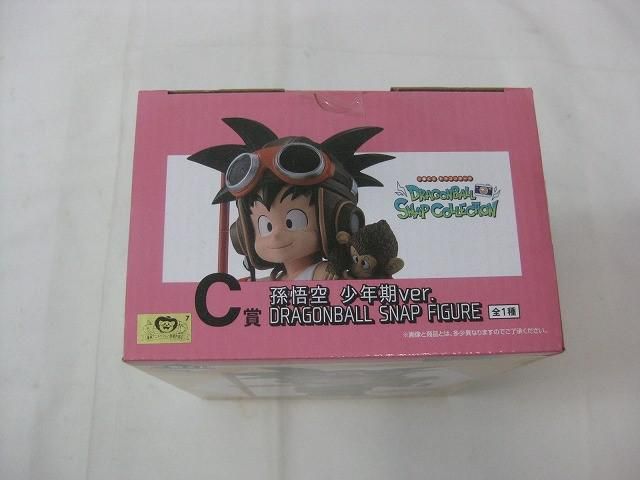 DRAGONBALL
SNAP COLLECTION
C賞
孫悟空 少年期ver.
DRAGONBALL SNAP FIGURE 全1種
※画像と商品とは、多少異なりますのでご了承ください。
7